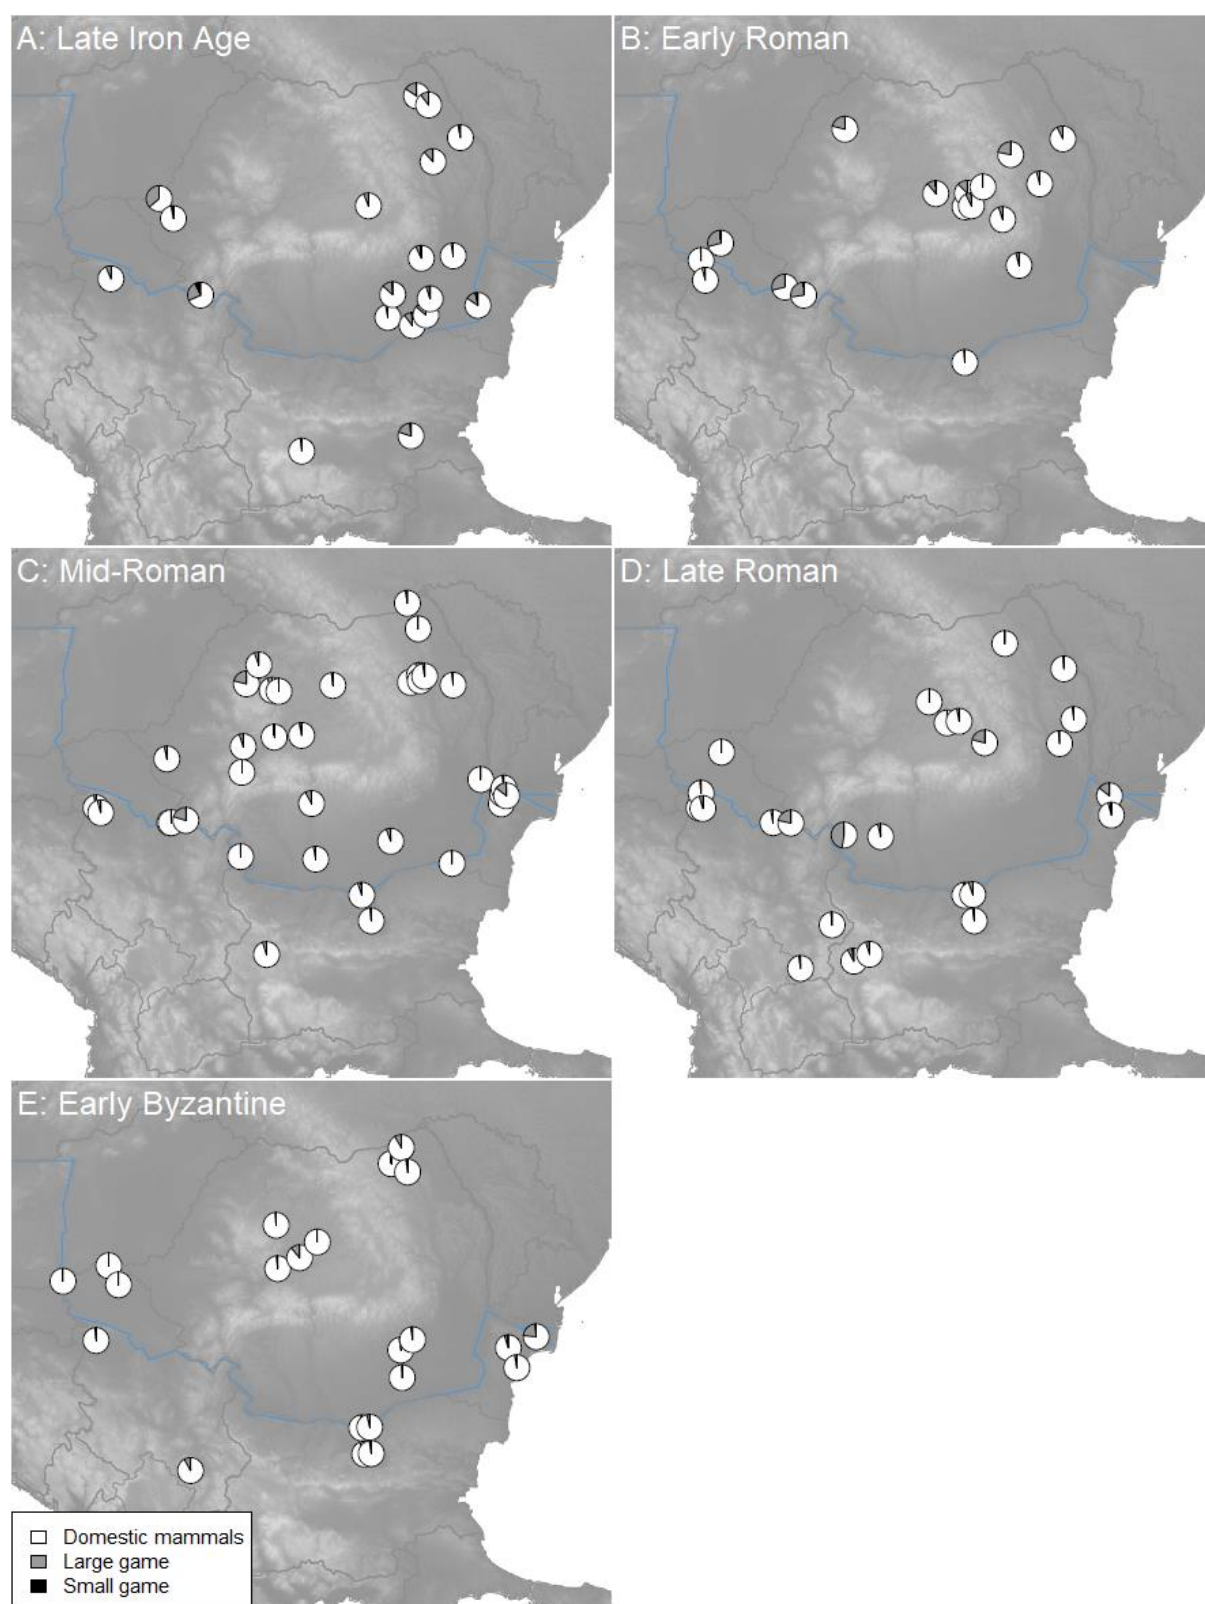 A: Late Iron Age
B: Early Roman
C: Mid-Roman
D: Late Roman
E: Early Byzantine
Domestic mammals
Large game
Small game